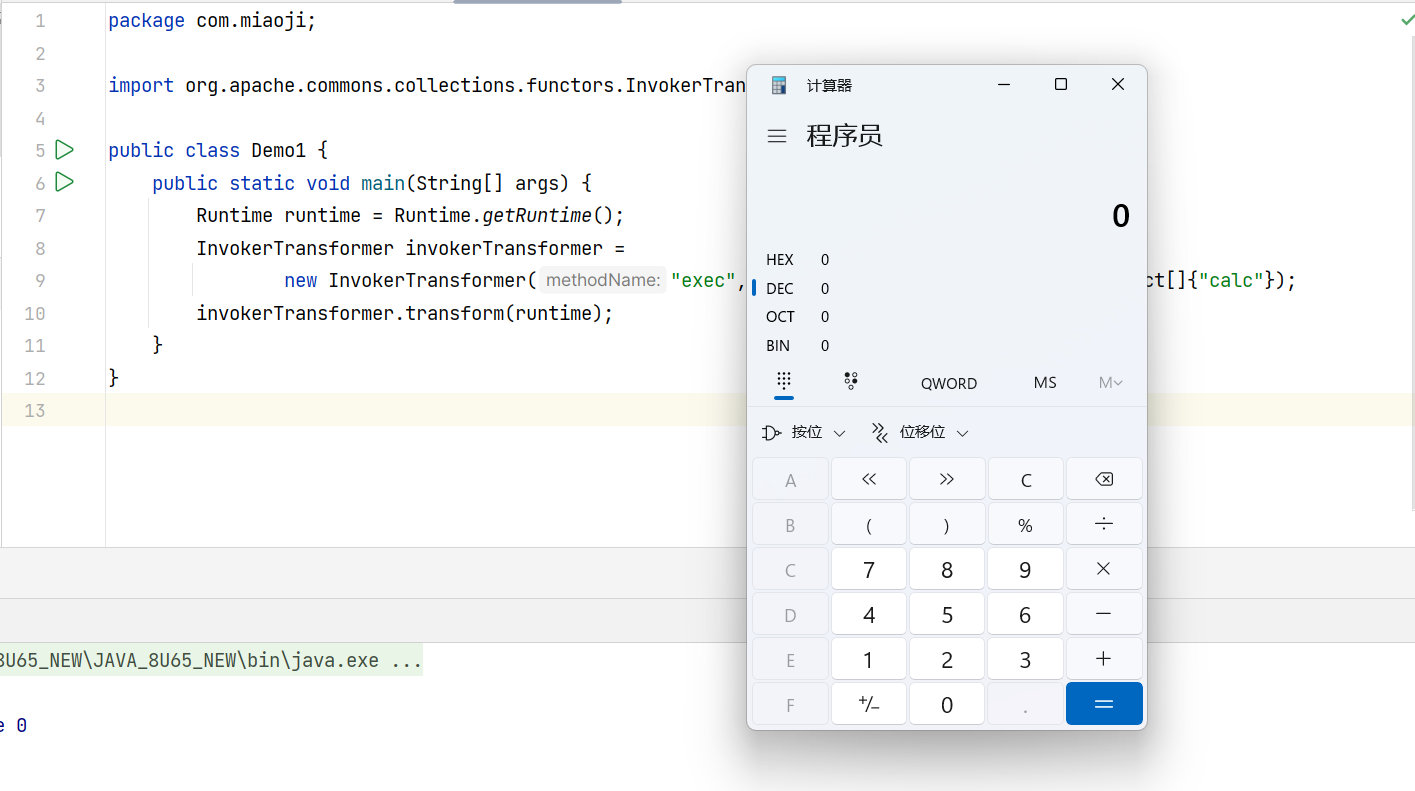 1 package com.miaoji;
2
3 import org.apache.commons.collections.functors.InvokerTran
4
5 public class Demo1 {
6 public static void main(String[] args) {
7 Runtime runtime = Runtime.getRuntime();
8 InvokerTransformer invokerTransformer =
9 new InvokerTransformer( methodName: "exec", ct[]{"calc"});
10 invokerTransformer.transform(runtime);
11 }
12 }
13
8U65_NEW\JAVA_8U65_NEW\bin\java.exe ...
e 0
计算器
程序员
0
HEX 0
DEC 0
OCT 0
BIN 0
QWORD MS M
按位 位移位
A << >> C
B ( ) % ÷
C 7 8 9 ×
D 4 5 6 −
E 1 2 3 +
F +/− 0 . =